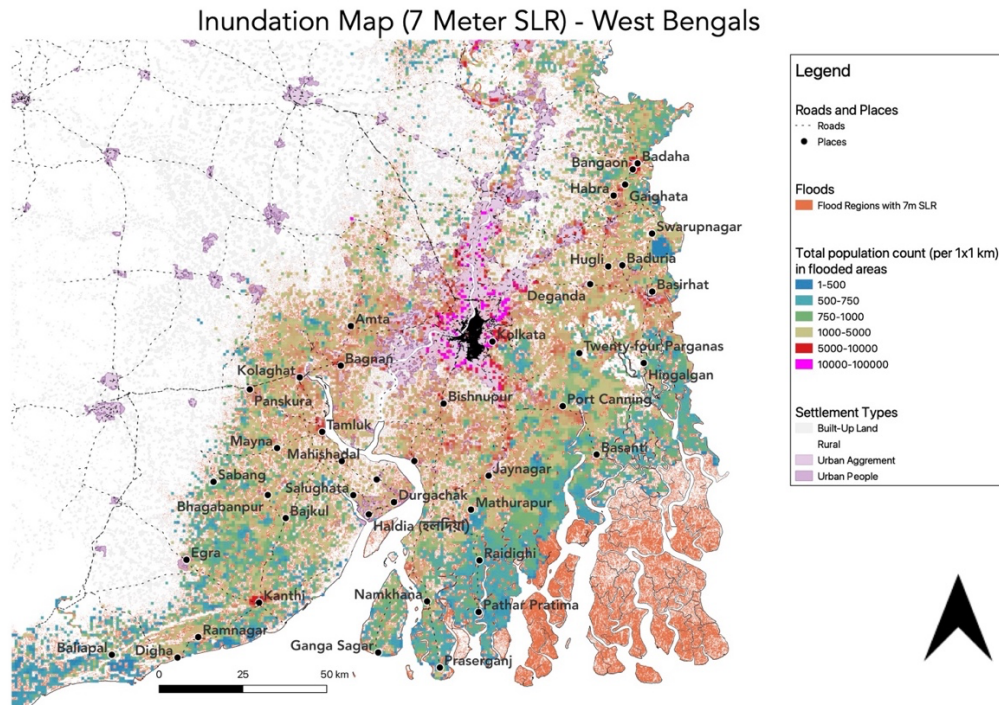 Inundation Map (7 Meter SLR) - West Bengals
Legend
Roads and Places
Roads
Places
Floods
Flood Regions with 7m SLR
Total population count (per 1x1 km)
in flooded areas
1-500
500-750
750-1000
1000-5000
5000-10000
10000-100000
Settlement Types
Built-Up Land
Rural
Urban Aggrement
Urban People
Badaha
Bangaon
Habra
Gaighata
Swarupnagar
Hugli
Baduria
Deganda
Basirhat
Amta
Kolkata
Twenty-four Parganas
Bagnan
Hingalgan
Kolaghat
Panskura
Bishnupur
Port Canning
Tamluk
Mayna
Mahishadal
Basanti
Jaynagar
Sabang
Salughata
Durgachak
Bhagabanpur
Bajkul
Mathurapur
Haldia (হলদিয়া)
Egra
Raidighi
Kanthi
Namkhana
Pathar Pratima
Ramnagar
Baliapal
Digha
Ganga Sagar
Praserganj
0 25 50 km